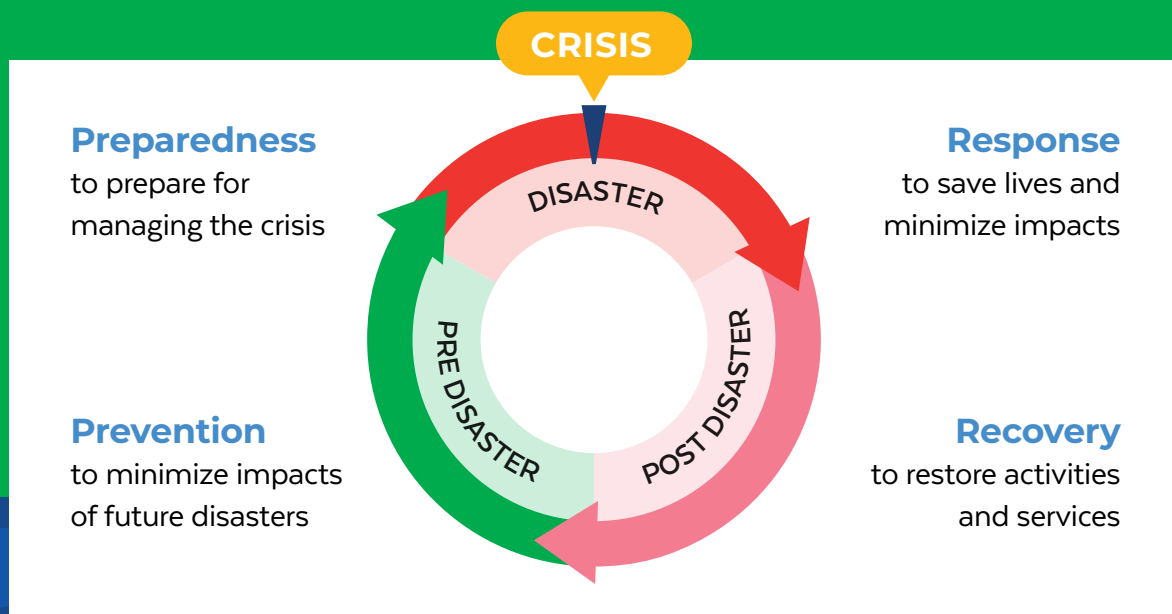 CRISIS
Preparedness
to prepare for
managing the crisis
Response
to save lives and
minimize impacts
DISASTER
PRE DISASTER
POST DISASTER
Prevention
to minimize impacts
of future disasters
Recovery
to restore activities
and services